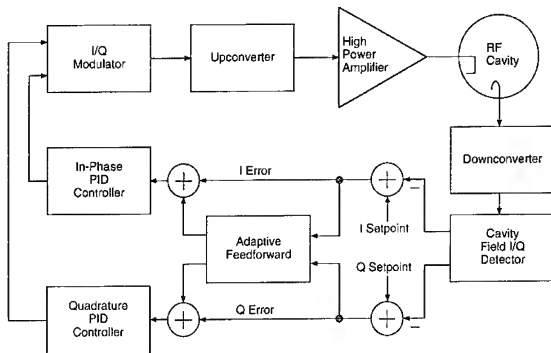 I/Q
Modulator
Upconverter
High
Power
Amplifier
RF
Cavity
In-Phase
PID
Controller
I Error
Downconverter
Adaptive
Feedforward
I Setpoint
Q Setpoint
Cavity
Field I/Q
Detector
Quadrature
PID
Controller
Q Error